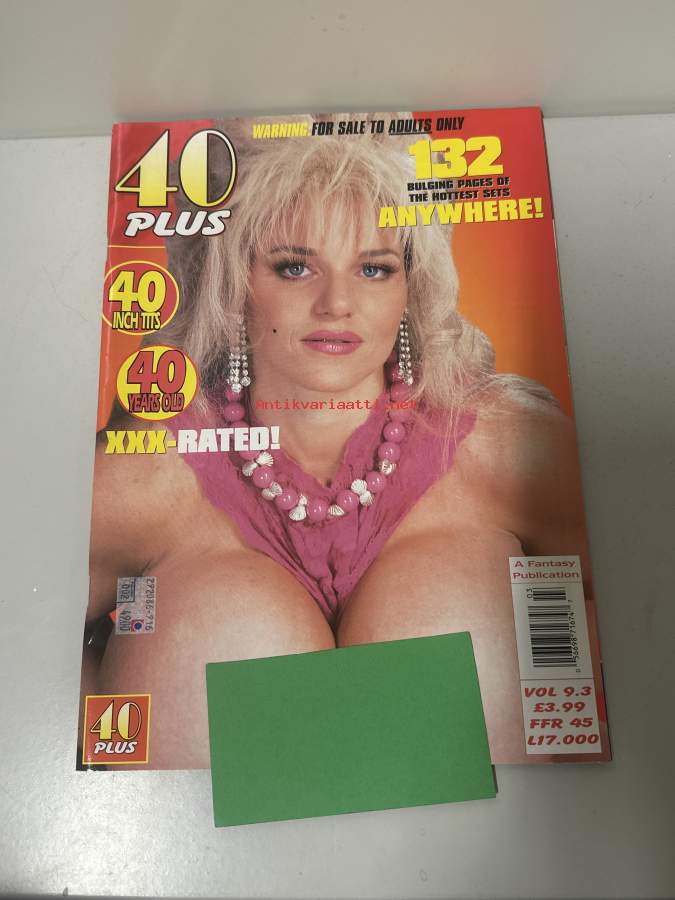 WARNING FOR SALE TO ADULTS ONLY
40
PLUS
132
BULGING PAGES OF
THE HOTTEST SETS
ANYWHERE!
40
INCH TITS
40
YEARS OLD
XXX-RATED!
Antikvariaatti.net
A Fantasy
Publication
03
VOL 9.3
£3.99
FFR 45
L17.000
40
PLUS